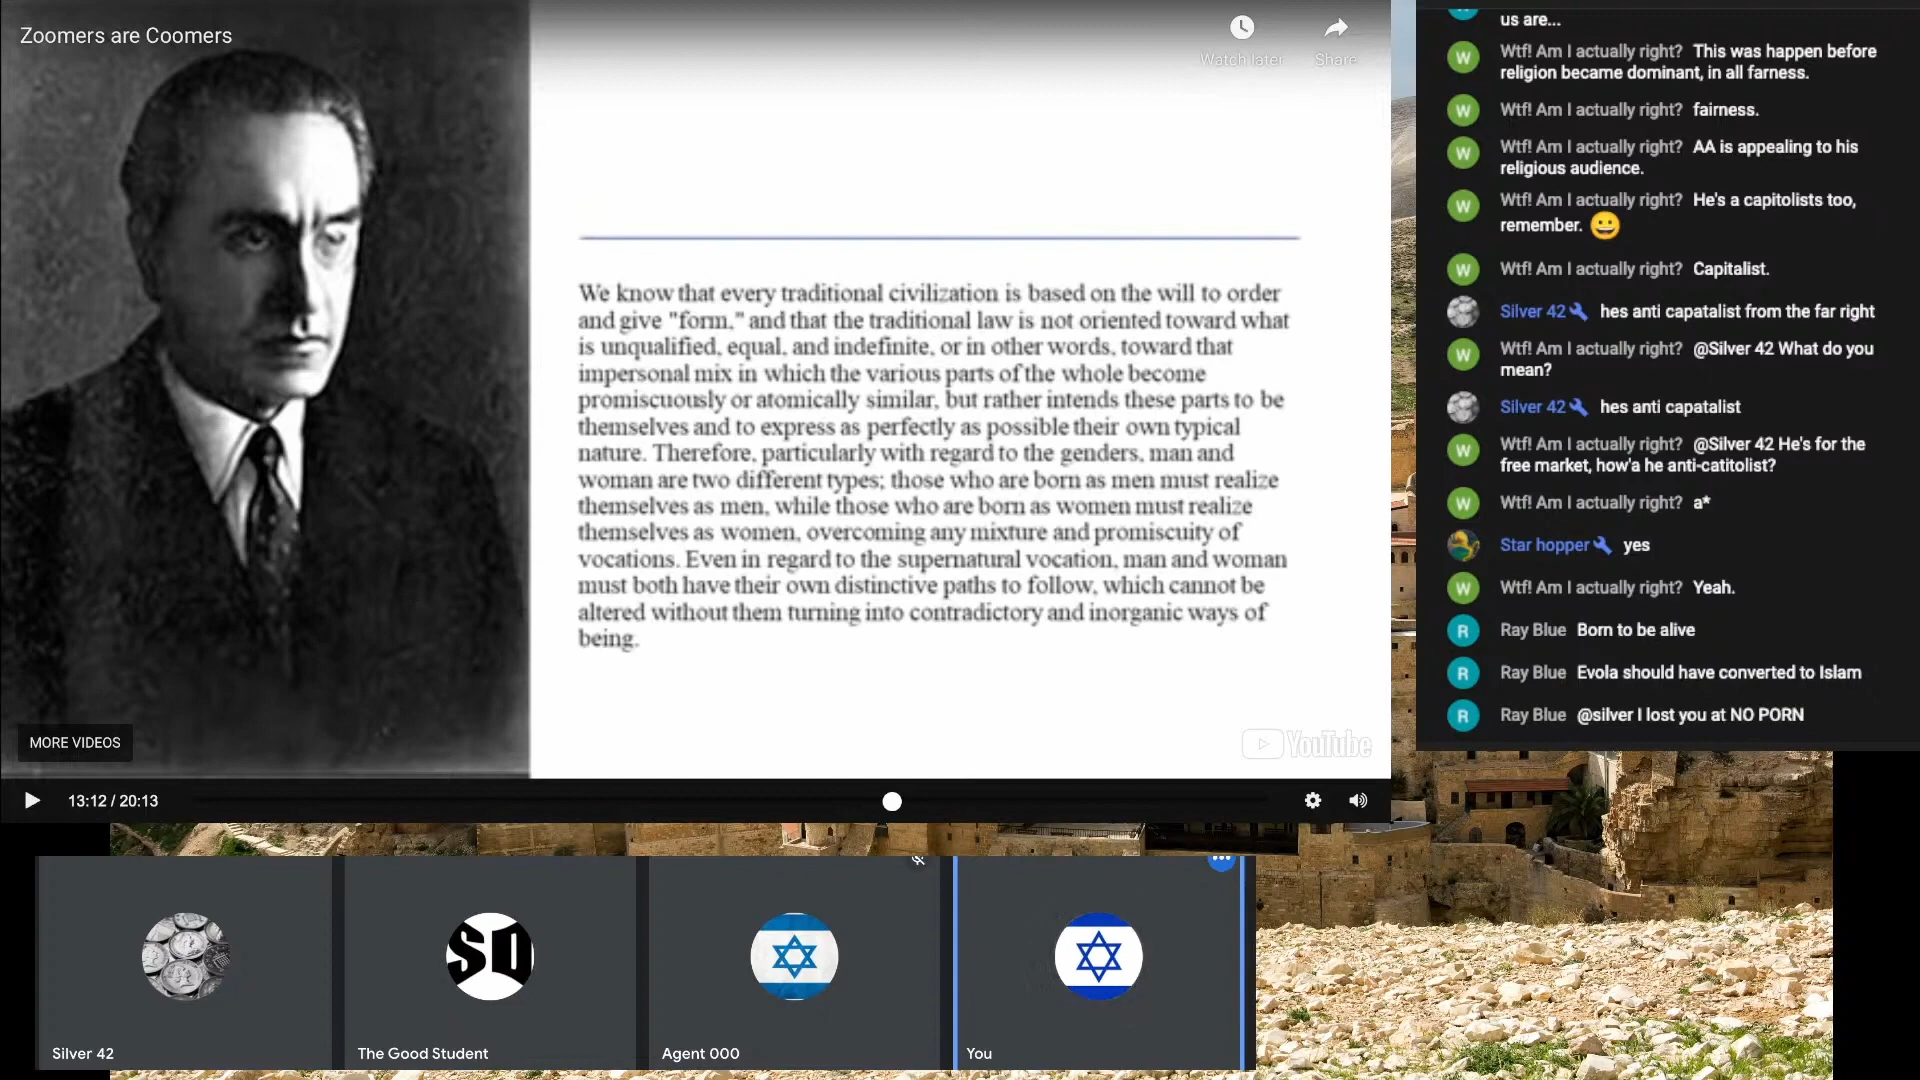 Zoomers are Coomers
Watch later
Share
We know that every traditional civilization is based on the will to order
and give "form," and that the traditional law is not oriented toward what
is unqualified, equal, and indefinite, or in other words, toward that
impersonal mix in which the various parts of the whole become
promiscuously or atomically similar, but rather intends these parts to be
themselves and to express as perfectly as possible their own typical
nature. Therefore, particularly with regard to the genders, man and
woman are two different types; those who are born as men must realize
themselves as men, while those who are born as women must realize
themselves as women, overcoming any mixture and promiscuity of
vocations. Even in regard to the supernatural vocation, man and woman
must both have their own distinctive paths to follow, which cannot be
altered without them turning into contradictory and inorganic ways of
being.
MORE VIDEOS
YouTube
13:12 / 20:13
us are...
W Wtf! Am I actually right? This was happen before
religion became dominant, in all farness.
W Wtf! Am I actually right? fairness.
W Wtf! Am I actually right? AA is appealing to his
religious audience.
W Wtf! Am I actually right? He's a capitolists too,
remember. 😀
W Wtf! Am I actually right? Capitalist.
Silver 42 hes anti capatalist from the far right
W Wtf! Am I actually right? @Silver 42 What do you
mean?
Silver 42 hes anti capatalist
W Wtf! Am I actually right? @Silver 42 He's for the
free market, how'a he anti-catitolist?
W Wtf! Am I actually right? a*
Star hopper yes
W Wtf! Am I actually right? Yeah.
R Ray Blue Born to be alive
R Ray Blue Evola should have converted to Islam
R Ray Blue @silver I lost you at NO PORN
SD
Silver 42
The Good Student
Agent 000
You